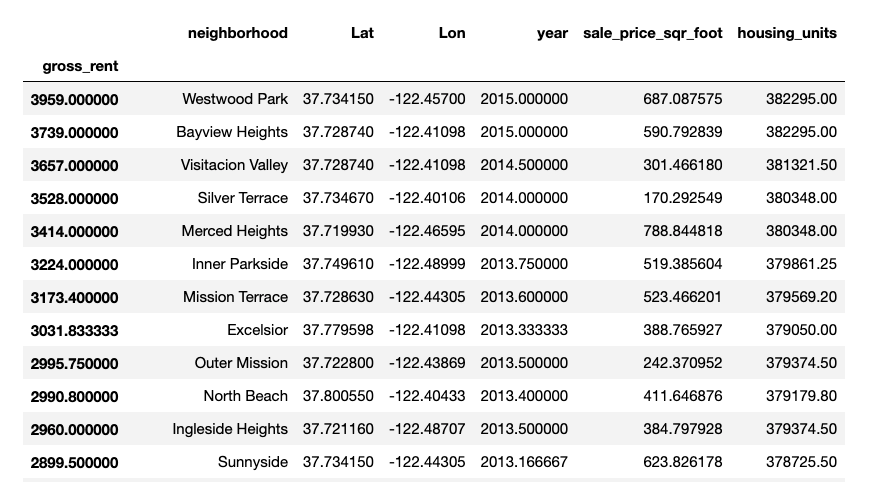 neighborhood Lat Lon year sale_price_sqr_foot housing_units
gross_rent
3959.000000 Westwood Park 37.734150 -122.45700 2015.000000 687.087575 382295.00
3739.000000 Bayview Heights 37.728740 -122.41098 2015.000000 590.792839 382295.00
3657.000000 Visitacion Valley 37.728740 -122.41098 2014.500000 301.466180 381321.50
3528.000000 Silver Terrace 37.734670 -122.40106 2014.000000 170.292549 380348.00
3414.000000 Merced Heights 37.719930 -122.46595 2014.000000 788.844818 380348.00
3224.000000 Inner Parkside 37.749610 -122.48999 2013.750000 519.385604 379861.25
3173.400000 Mission Terrace 37.728630 -122.44305 2013.600000 523.466201 379569.20
3031.833333 Excelsior 37.779598 -122.41098 2013.333333 388.765927 379050.00
2995.750000 Outer Mission 37.722800 -122.43869 2013.500000 242.370952 379374.50
2990.800000 North Beach 37.800550 -122.40433 2013.400000 411.646876 379179.80
2960.000000 Ingleside Heights 37.721160 -122.48707 2013.500000 384.797928 379374.50
2899.500000 Sunnyside 37.734150 -122.44305 2013.166667 623.826178 378725.50